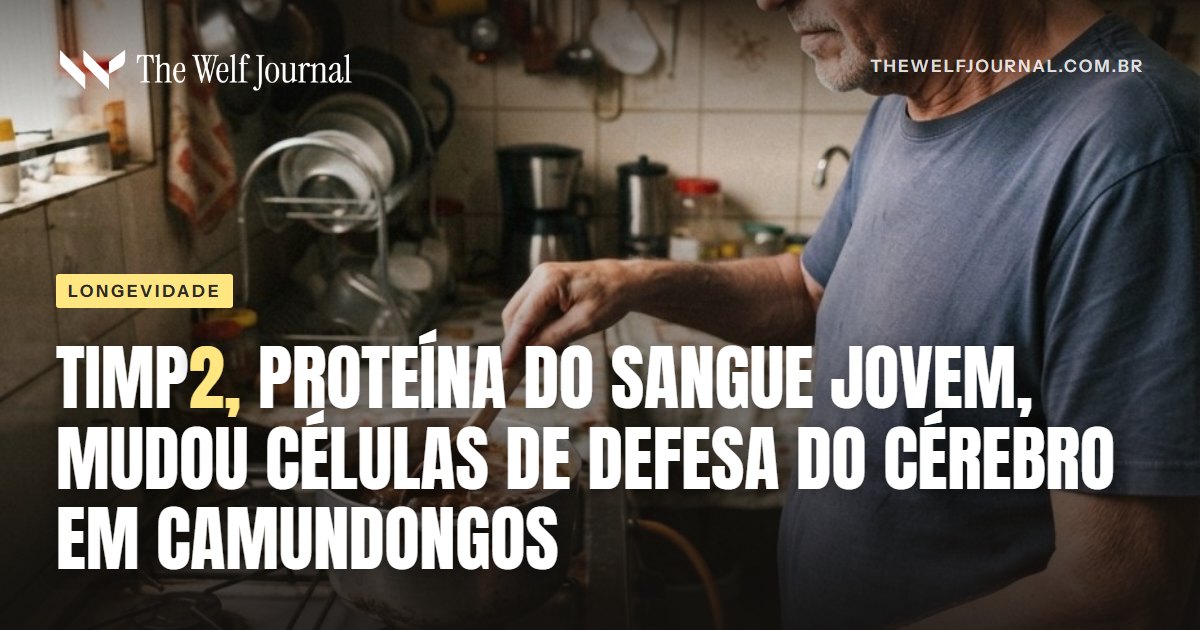 The Welf Journal
THEWELFJOURNAL.COM.BR
LONGEVIDADE
TIMP2, PROTEÍNA DO SANGUE JOVEM,
MUDOU CÉLULAS DE DEFESA DO CÉREBRO
EM CAMUNDONGOS